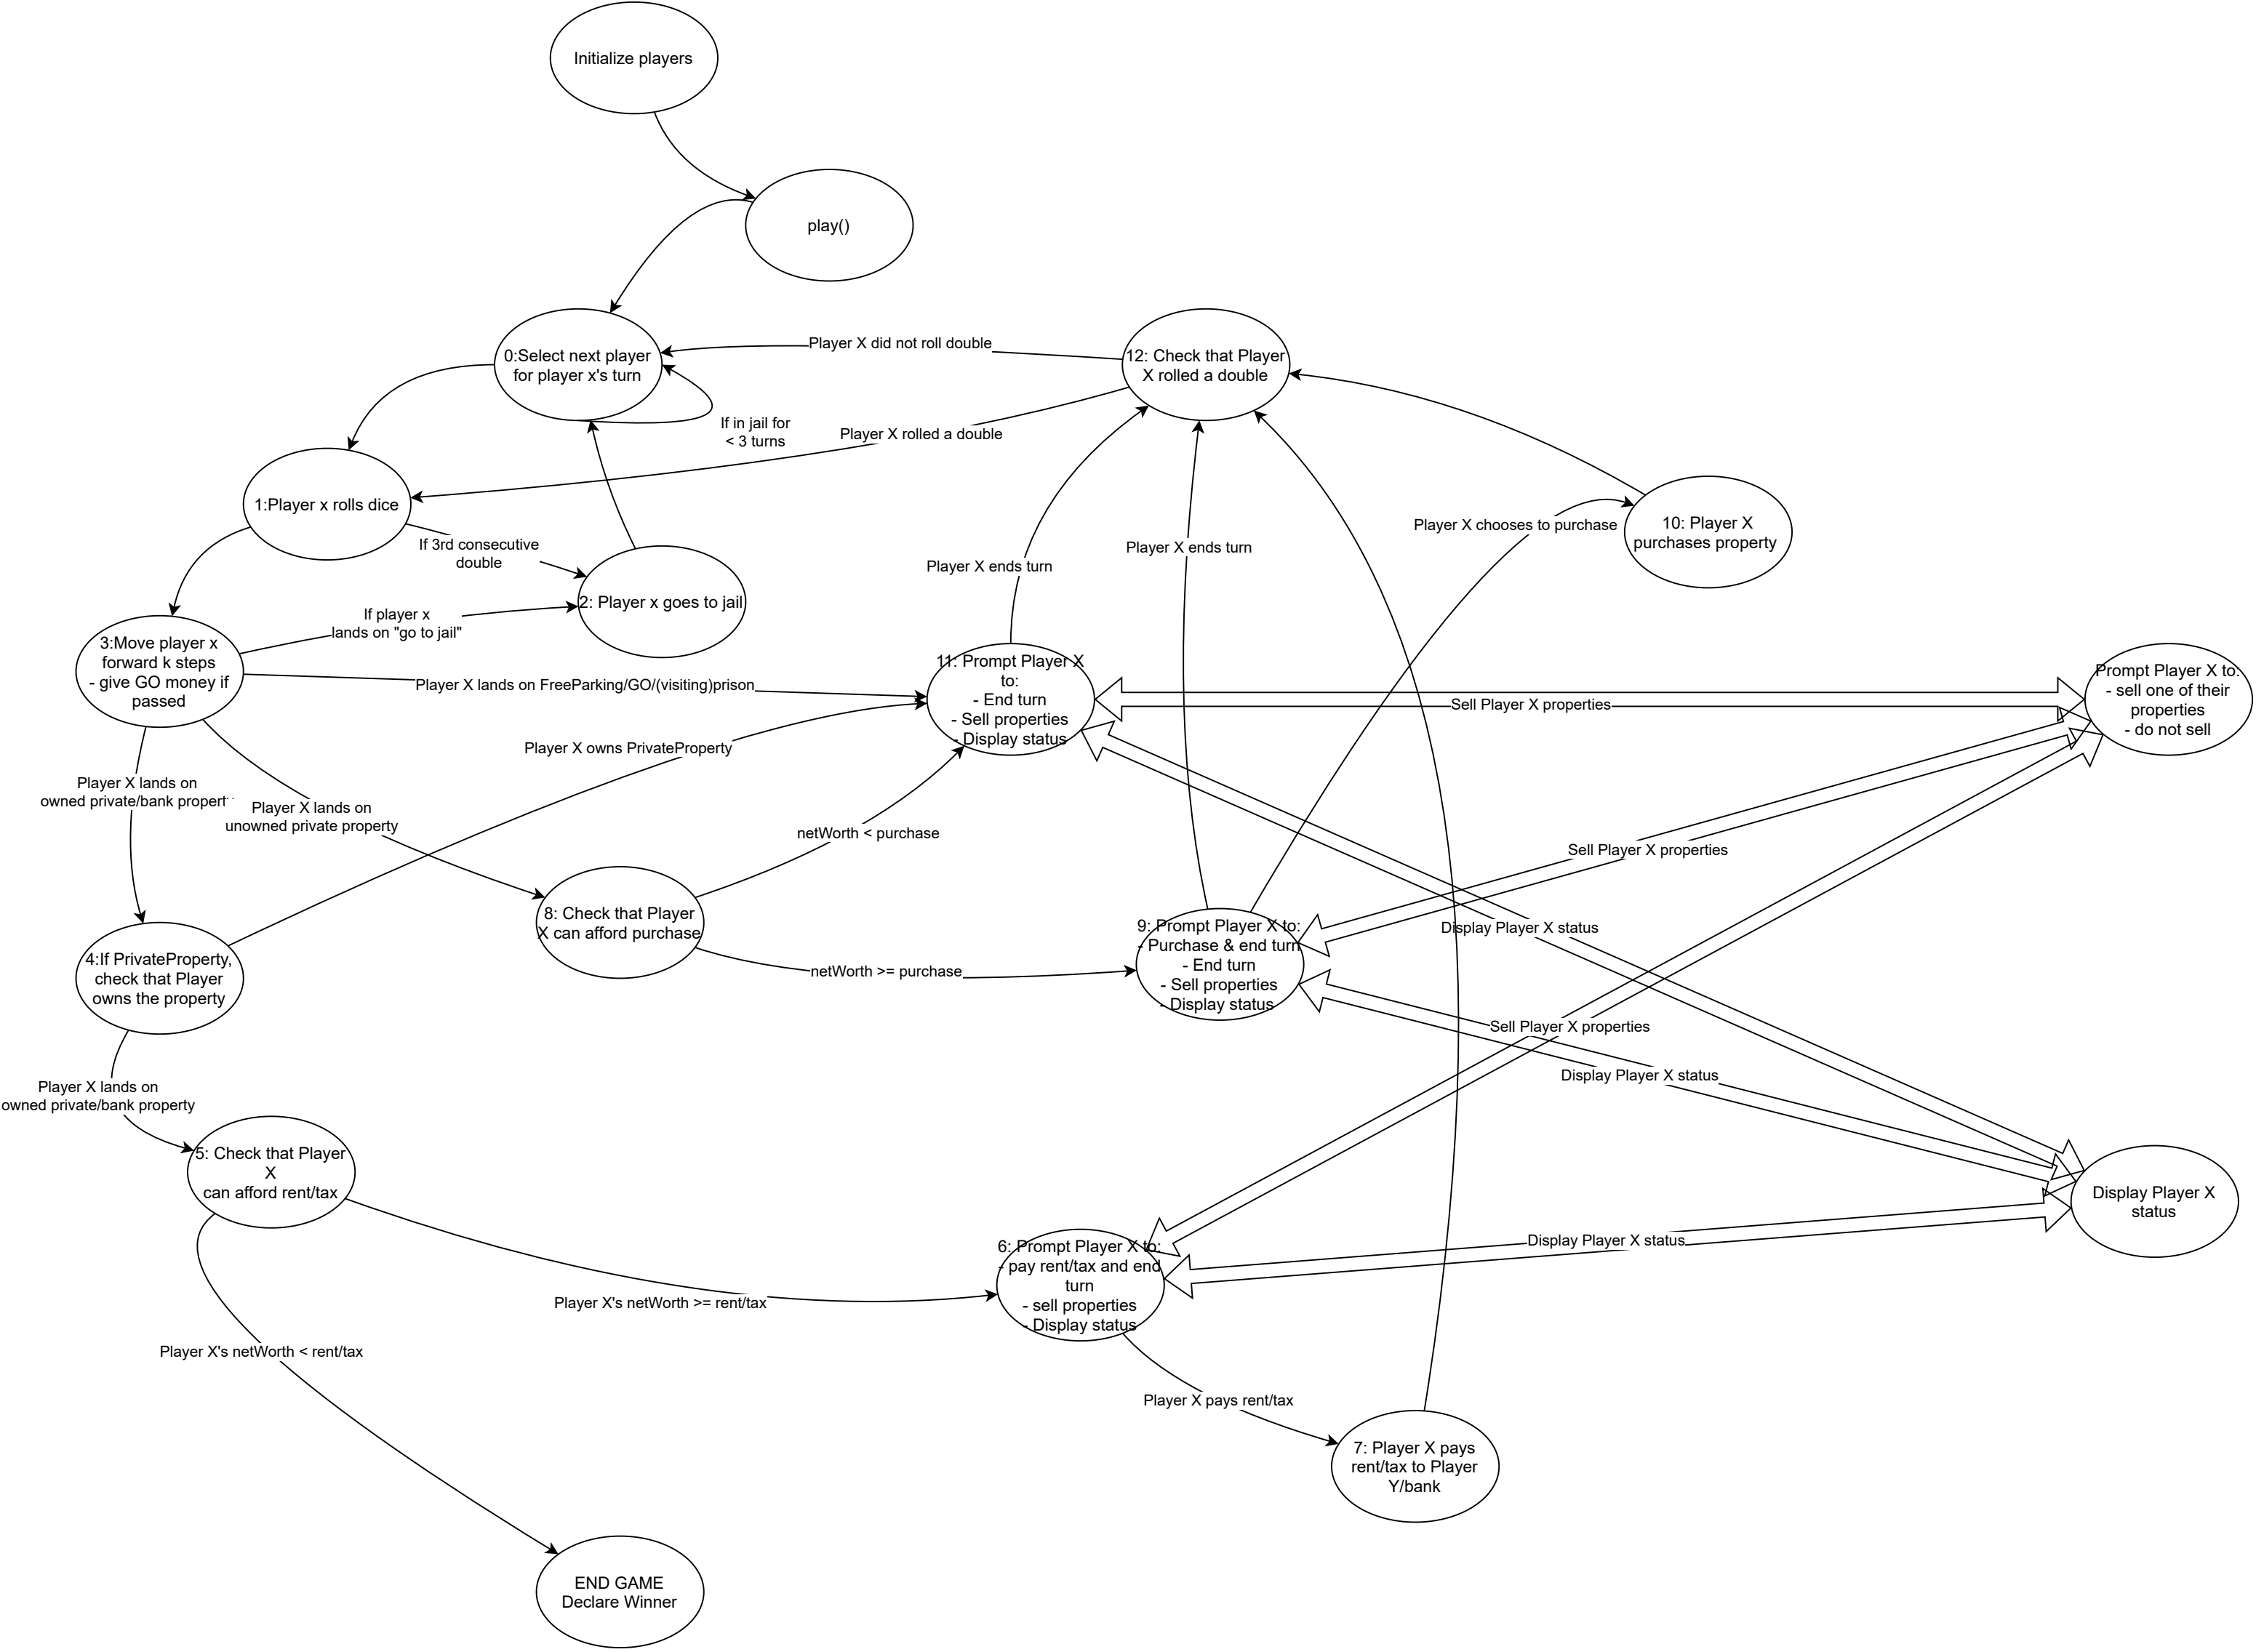 Initialize players
play()
0:Select next player
for player x's turn
Player X did not roll double
12: Check that Player
X rolled a double
If in jail for
< 3 turns
Player X rolled a double
1:Player x rolls dice
If 3rd consecutive
double
2: Player x goes to jail
Player X ends turn
Player X ends turn
Player X chooses to purchase
10: Player X
purchases property
3:Move player x
forward k steps
- give GO money if
passed
If player x
lands on "go to jail"
Player X lands on FreeParking/GO/(visiting)prison
11: Prompt Player X
to:
- End turn
- Sell properties
- Display status
Sell Player X properties
Prompt Player X to:
- sell one of their
properties
- do not sell
Player X owns PrivateProperty
Player X lands on
owned private/bank property
Player X lands on
unowned private property
netWorth < purchase
Sell Player X properties
8: Check that Player
X can afford purchase
netWorth >= purchase
9: Prompt Player X to:
- Purchase & end turn
- End turn
- Sell properties
- Display status
Display Player X status
4:If PrivateProperty,
check that Player
owns the property
Sell Player X properties
Display Player X status
Player X lands on
owned private/bank property
5: Check that Player
X
can afford rent/tax
Display Player X
status
Display Player X status
6: Prompt Player X to:
- pay rent/tax and end
turn
- sell properties
- Display status
Player X's netWorth >= rent/tax
Player X's netWorth < rent/tax
Player X pays rent/tax
7: Player X pays
rent/tax to Player
Y/bank
END GAME
Declare Winner